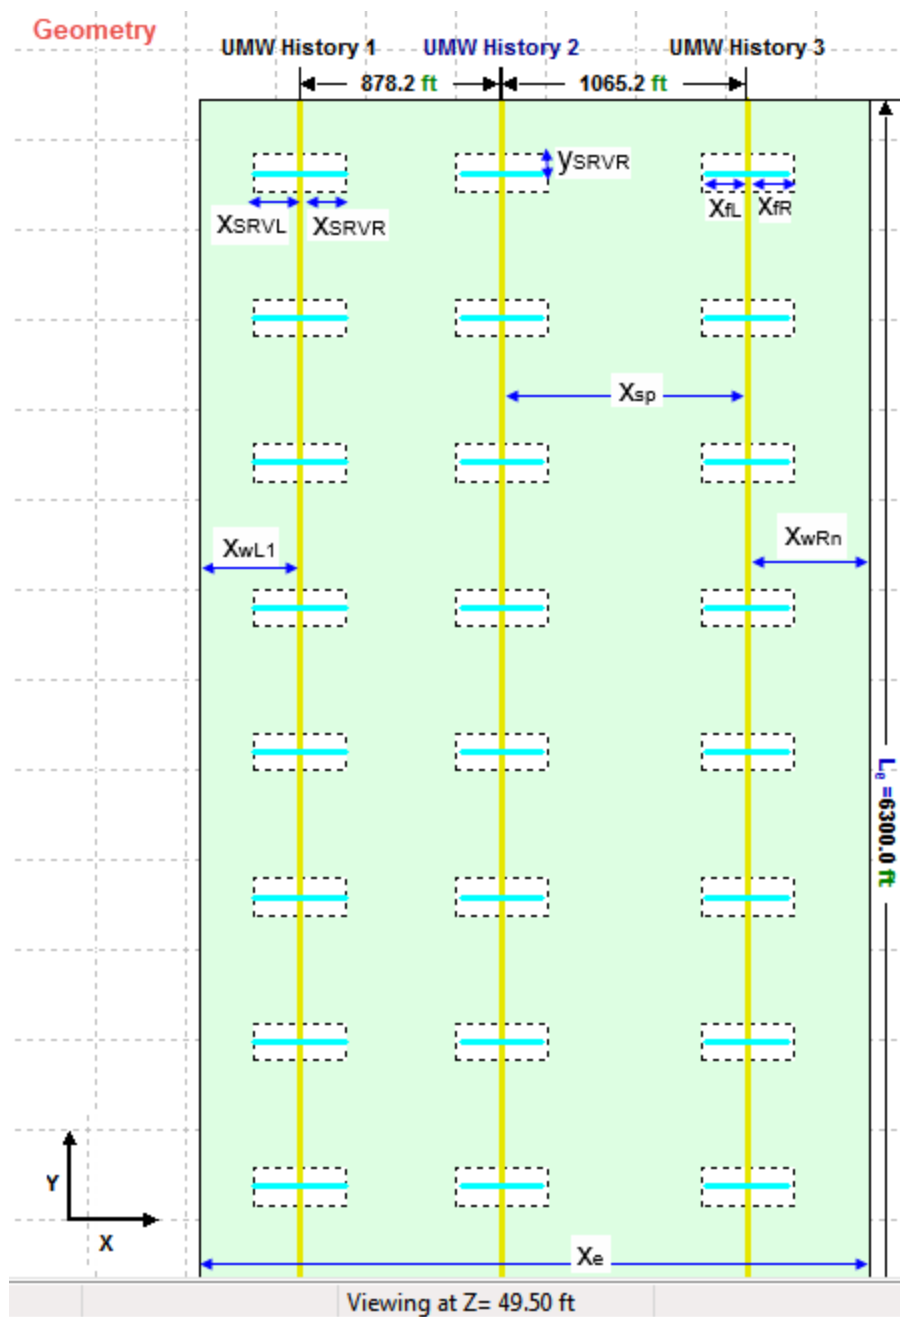 Geometry
UMW History 1 UMW History 2 UMW History 3
878.2 ft 1065.2 ft
ySRVR
XfL XfR
XSRVL XSRVR
Xsp
XwL1 XwRn
Le =6300.0 ft
Y
X
Xe
Viewing at Z= 49.50 ft